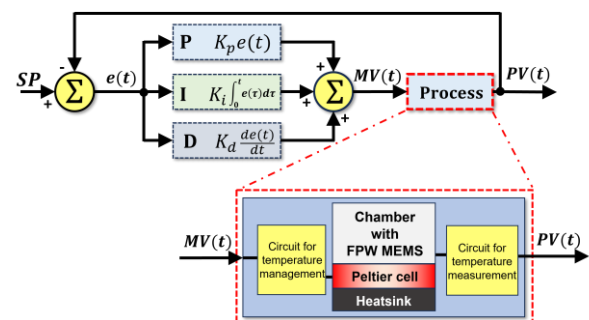 -
SP
+
Σ
e(t)
P K_p e(t)
I K_i ∫_0^t e(τ)dτ
D K_d de(t)/dt
+
+
+
Σ
MV(t)
Process
PV(t)
MV(t)
Circuit for
temperature
management
Chamber
with
FPW MEMS
Peltier cell
Heatsink
Circuit for
temperature
measurement
PV(t)